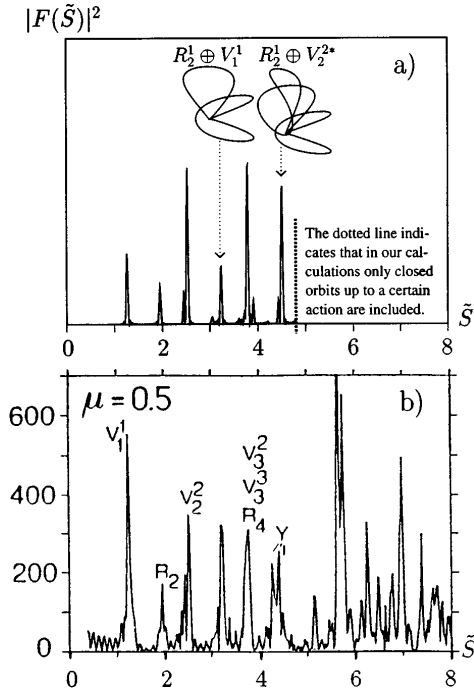 |F(S̃)|²
R₂¹ ⊕ V₁¹ R₂¹ ⊕ V₂²*
a)
The dotted line indi-
cates that in our cal-
culations only closed
orbits up to a certain
action are included.
S̃
0 2 4 6 8
μ = 0.5
b)
600
V₁¹
V₃²
V₃³
V₂²
400
R₄
Y₁
R₂
200
0
S̃
0 2 4 6 8